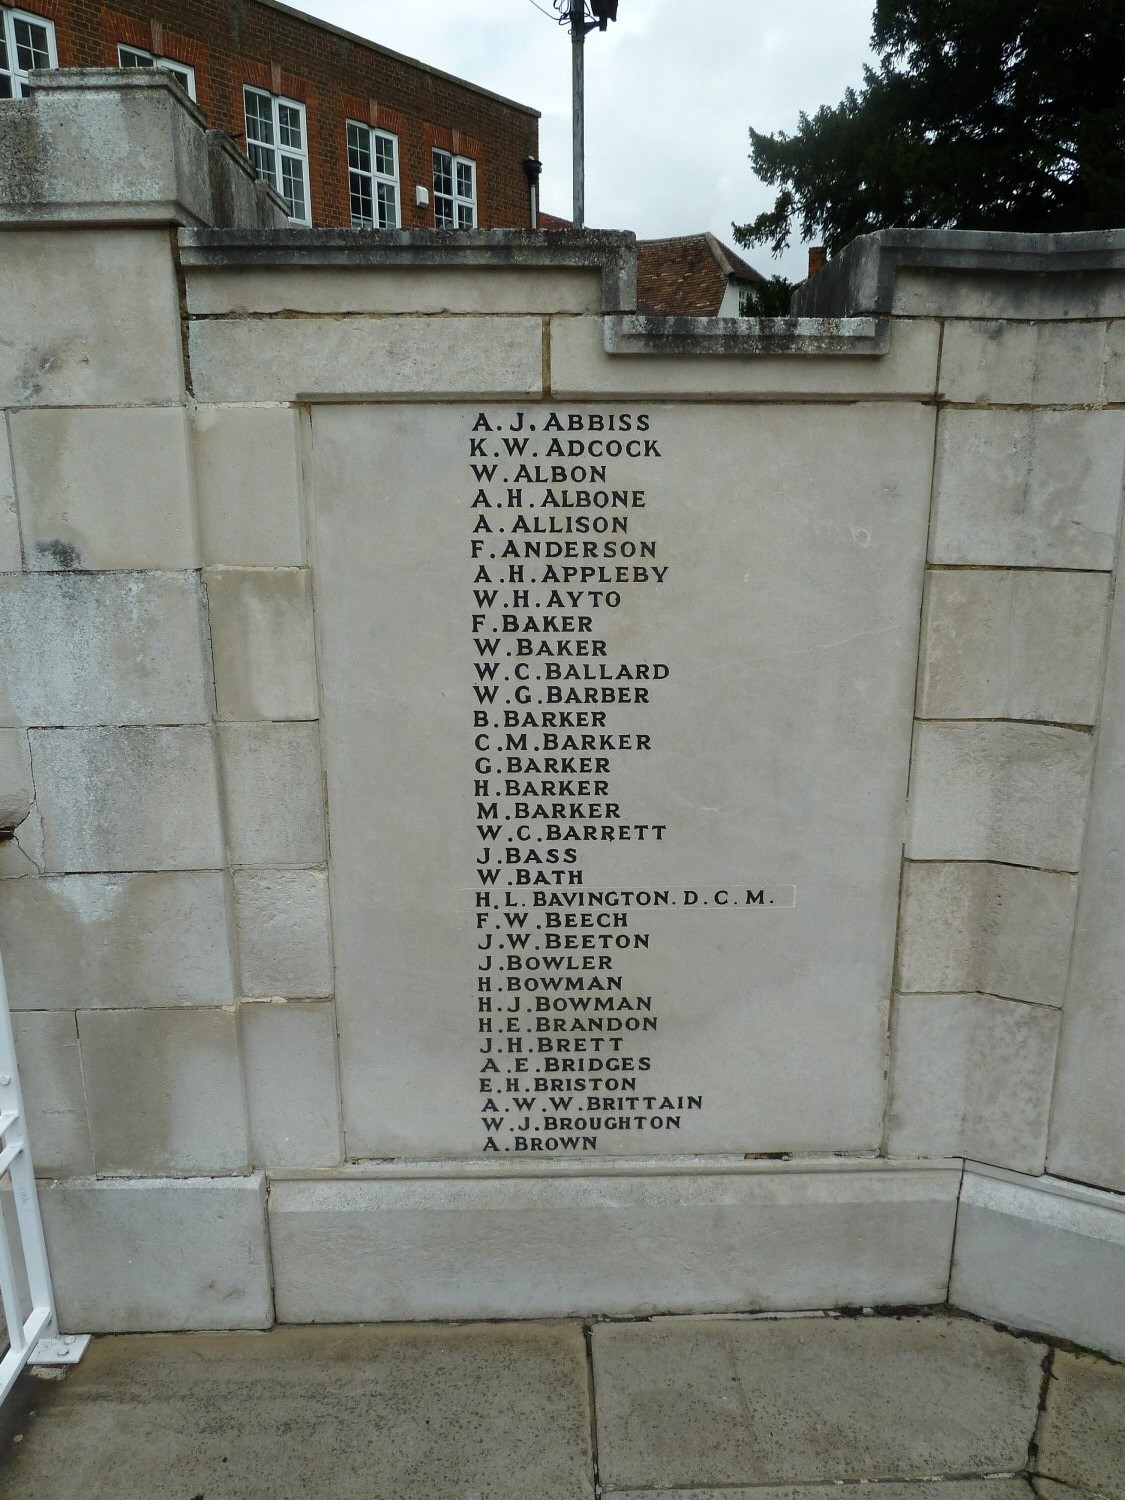 A. J. ABBISS
K. W. ADCOCK
W. ALBON
A. H. ALBONE
A. ALLISON
F. ANDERSON
A. H. APPLEBY
W. H. AYTO
F. BAKER
W. BAKER
W. C. BALLARD
W. G. BARBER
B. BARKER
C. M. BARKER
G. BARKER
H. BARKER
M. BARKER
W. C. BARRETT
J. BASS
W. BATH
H. L. BAVINGTON. D. C. M.
F. W. BEECH
J. W. BEETON
J. BOWLER
H. BOWMAN
H. J. BOWMAN
H. E. BRANDON
J. H. BRETT
A. E. BRIDGES
E. H. BRISTON
A. W. W. BRITTAIN
W. J. BROUGHTON
A. BROWN